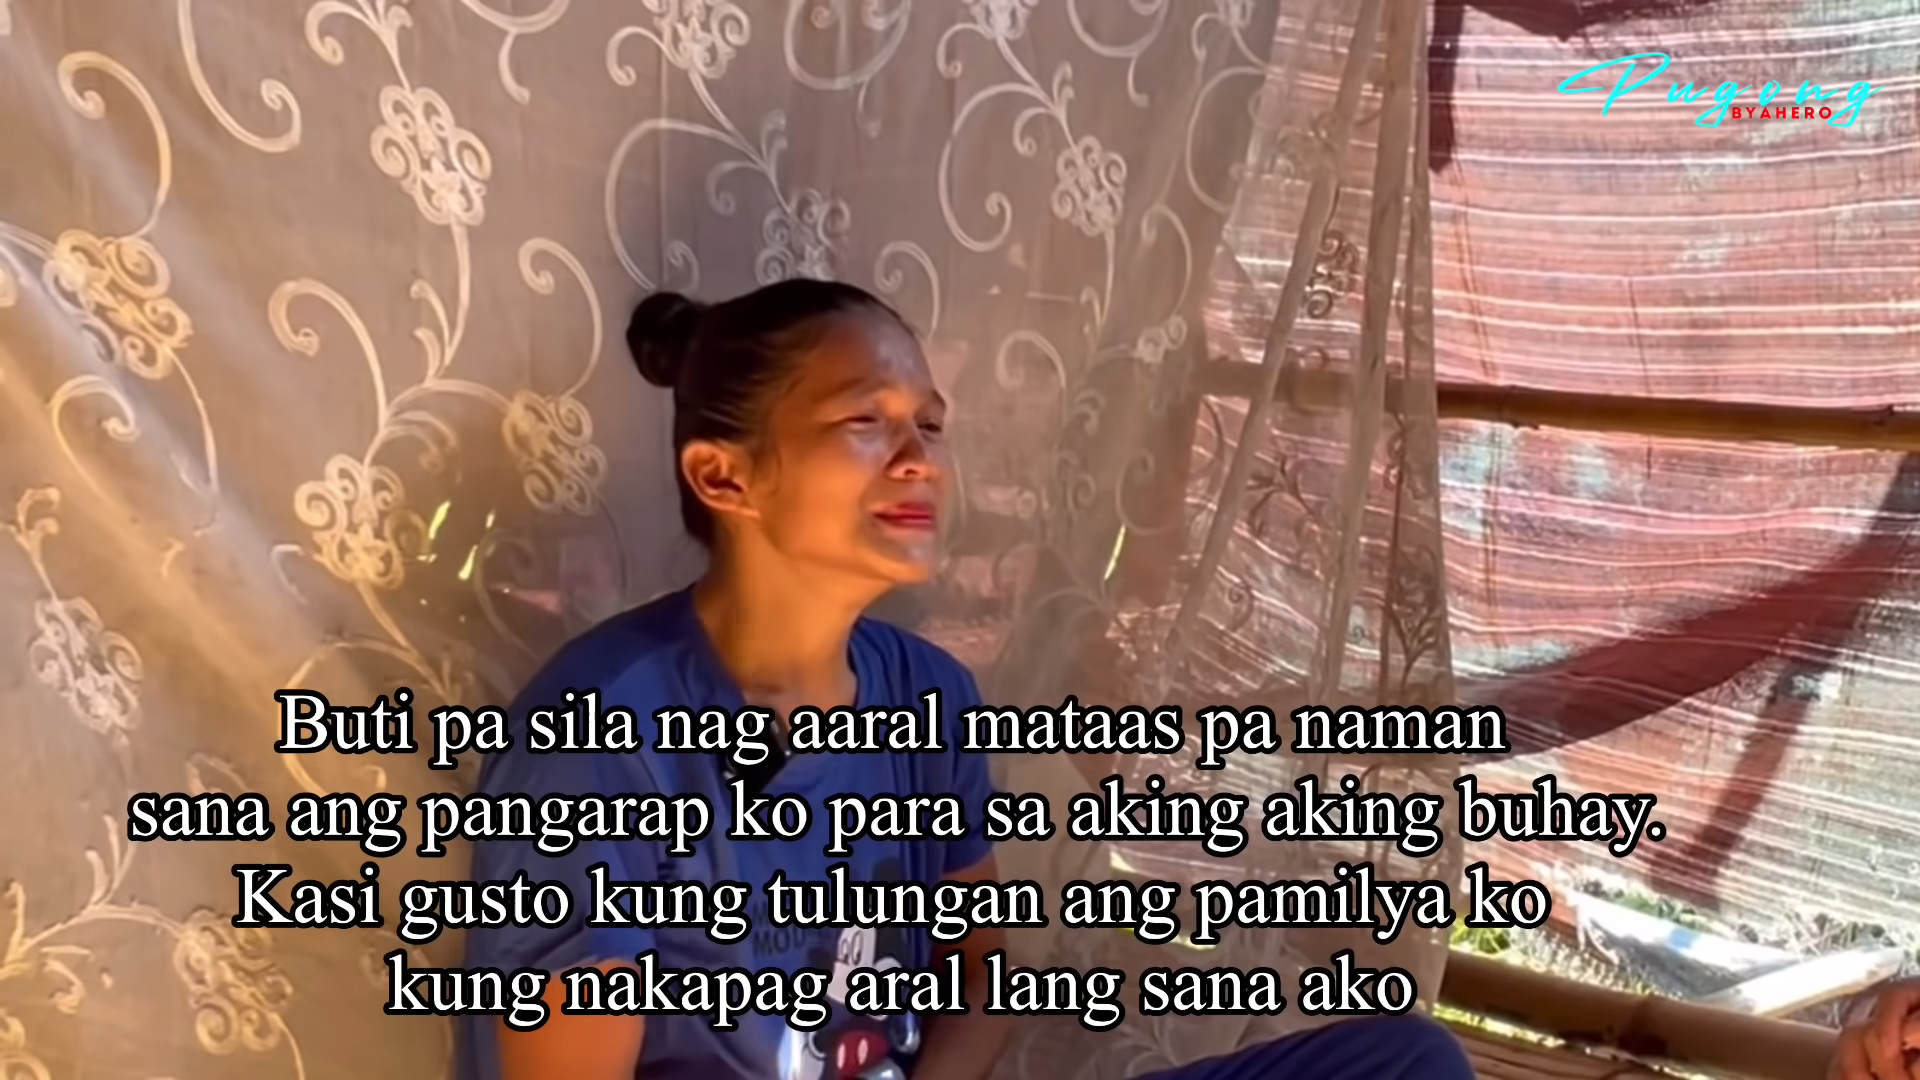 Pugong
BYAHERO
Buti pa sila nag aaral mataas pa naman
sana ang pangarap ko para sa aking aking buhay.
Kasi gusto kung tulungan ang pamilya ko
kung nakapag aral lang sana ako